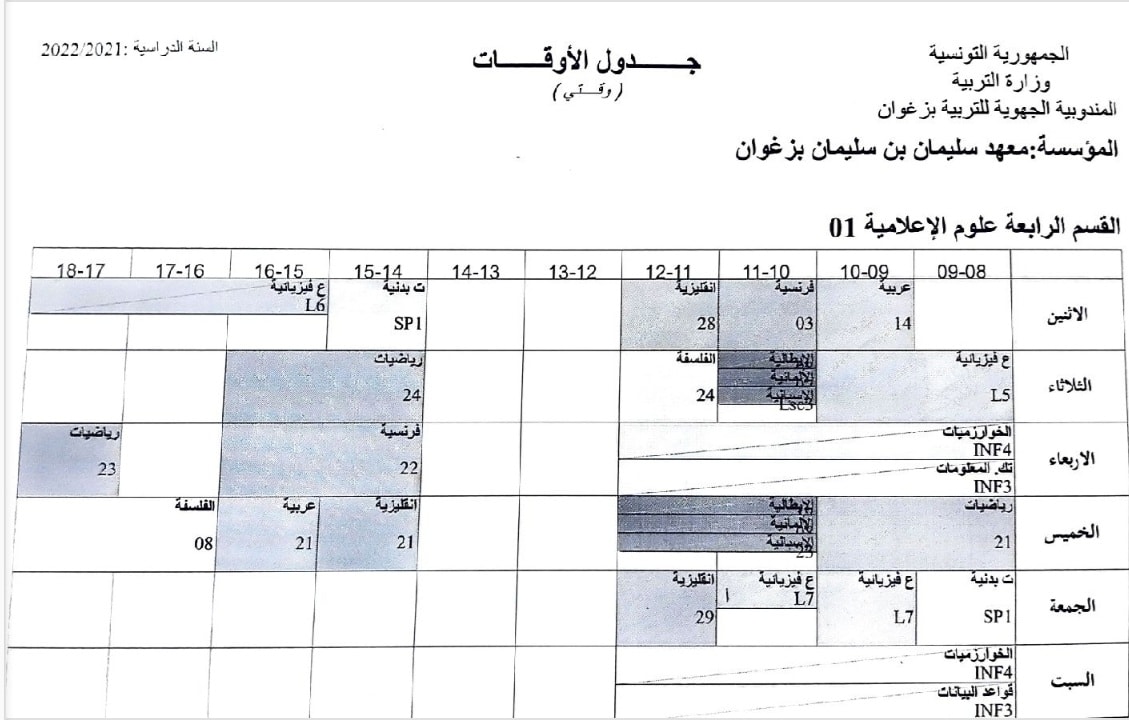 الجمهورية التونسية
وزارة التربية
المندوبية الجهوية للتربية بزغوان
المؤسسة:معهد سليمان بن سليمان بزغوان
جـــــدول الأوقـــــات
(وقـــتي)
السنة الدراسية :2022/2021
القسم الرابعة علوم الإعلامية 01
09-08 10-09 11-10 12-11 13-12 14-13 15-14 16-15 17-16 18-17
الاثنين
عربية فرنسية انقليزية ت بدنية ع فيزيائية
14 03 28 SP1 L6
الثلاثاء
ع فيزيائية الإيطالية الفلسفة رياضيات
الألمانية
L5 الإسبانية 24 24
Lsc3
الاربعاء
الخوارزميات فرنسية رياضيات
INF4
تك. المعلومات
INF3 22 23
الخميس
رياضيات الإيطالية انقليزية عربية الفلسفة
الألمانية
21 الإسبانية 21 21 08
23
الجمعة
ت بدنية ع فيزيائية ع فيزيائية انقليزية
L7 أ
SP1 L7 29
السبت
الخوارزميات
INF4
قواعد البيانات
INF3